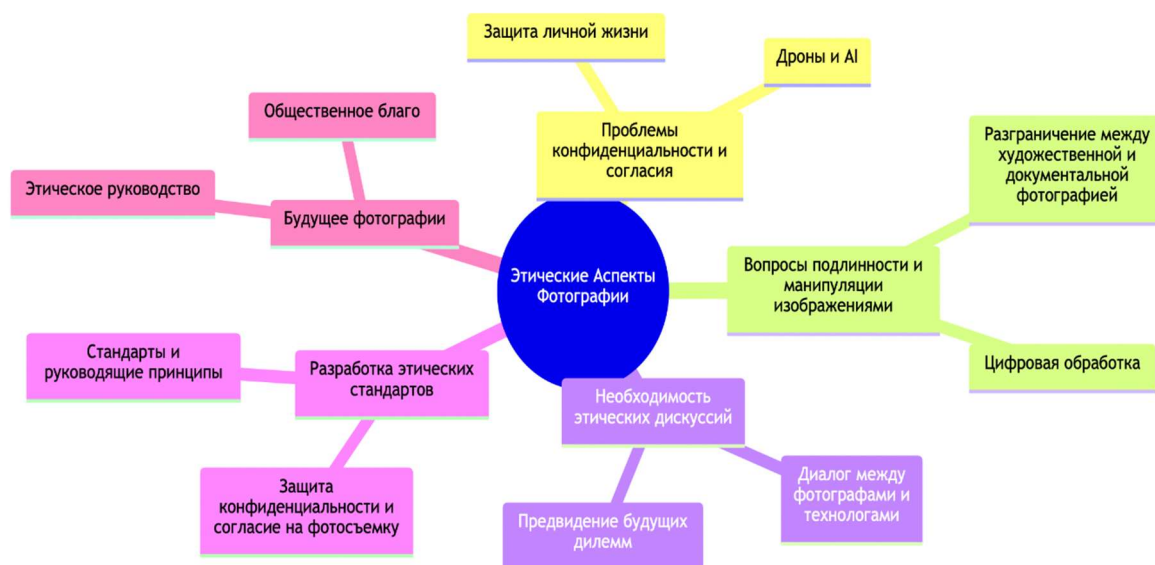 Защита личной жизни
Дроны и AI
Проблемы
конфиденциальности и
согласия
Общественное благо
Этическое руководство
Будущее фотографии
Разграничение между
художественной и
документальной
фотографией
Вопросы подлинности и
манипуляции
изображениями
Цифровая обработка
Этические Аспекты
Фотографии
Стандарты и
руководящие принципы
Разработка этических
стандартов
Защита
конфиденциальности и
согласие на фотосъемку
Необходимость
этических дискуссий
Предвидение будущих
дилемм
Диалог между
фотографами и
технологами